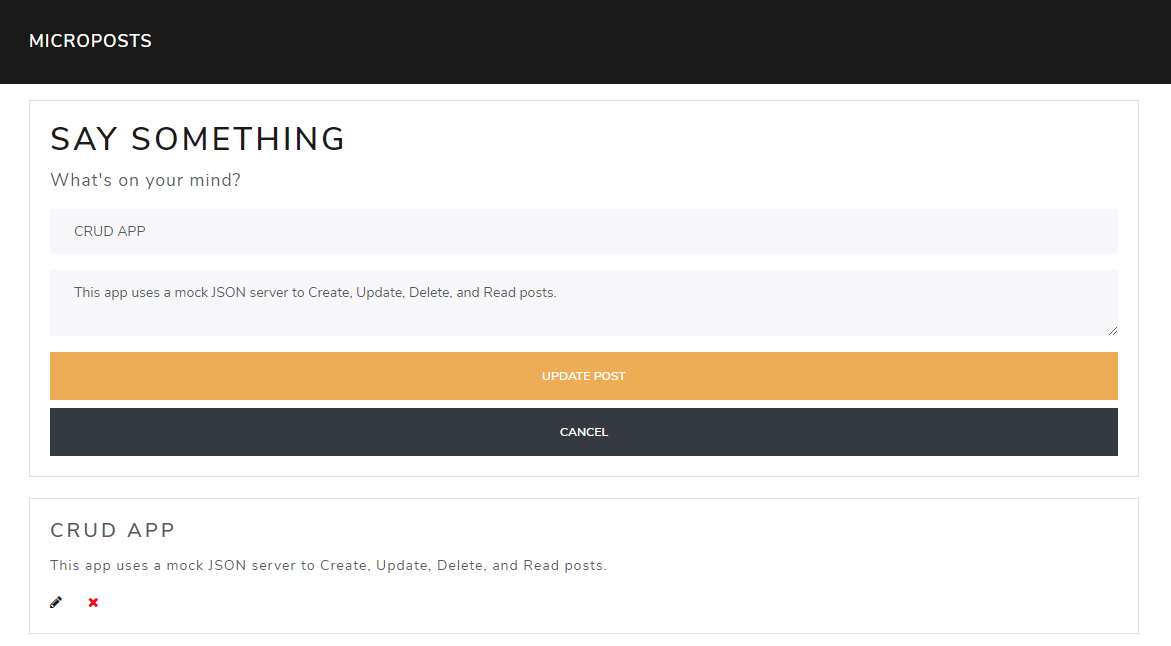 MICROPOSTS
SAY SOMETHING
What's on your mind?
CRUD APP
This app uses a mock JSON server to Create, Update, Delete, and Read posts.
UPDATE POST
CANCEL
CRUD APP
This app uses a mock JSON server to Create, Update, Delete, and Read posts.